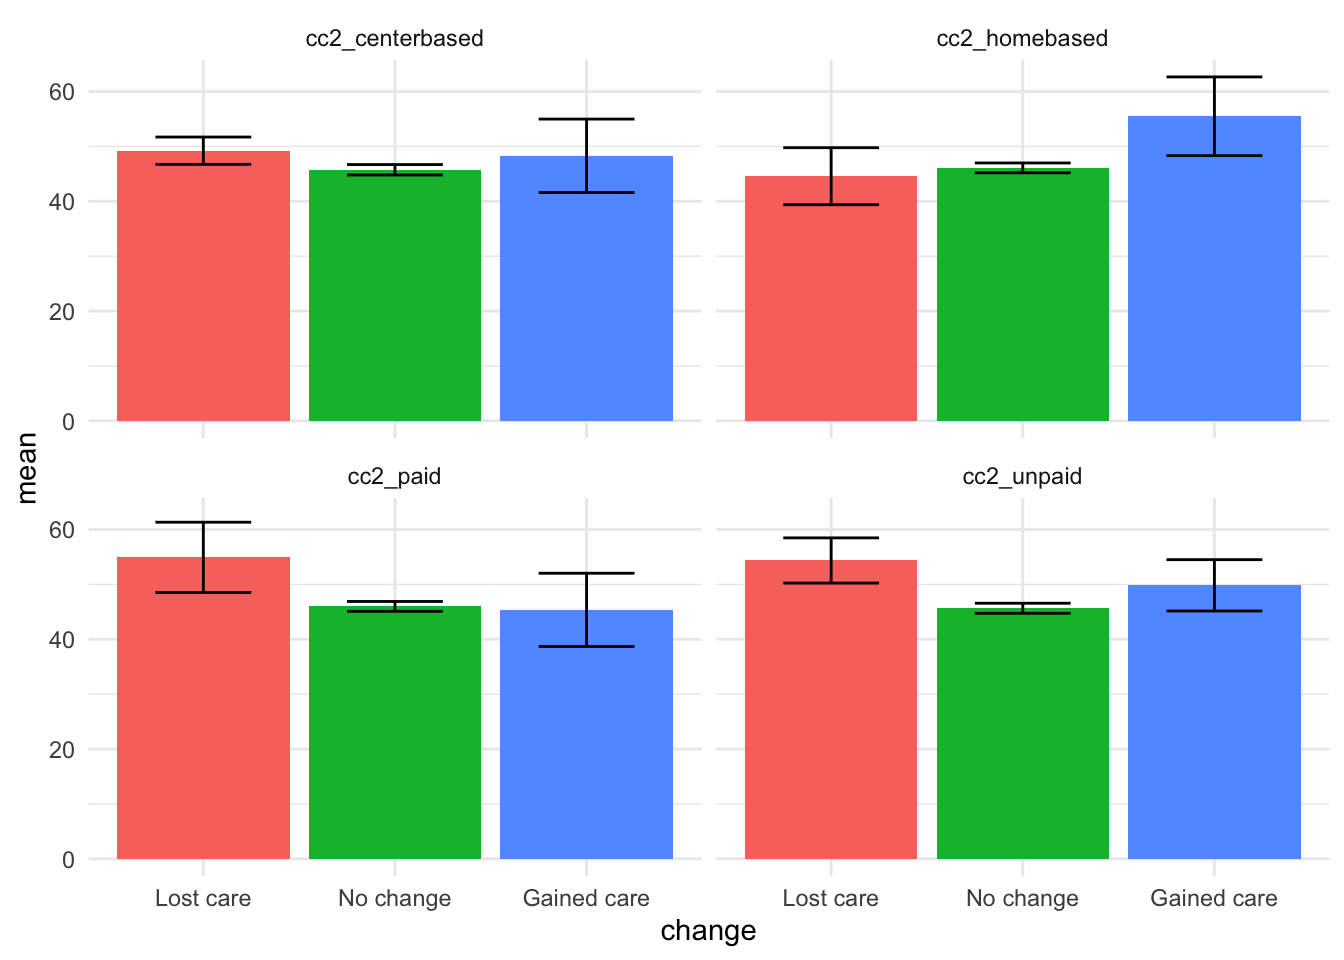 cc2_centerbased
cc2_homebased
60
40
20
0
cc2_paid
cc2_unpaid
60
40
20
0
mean
Lost care No change Gained care Lost care No change Gained care
change